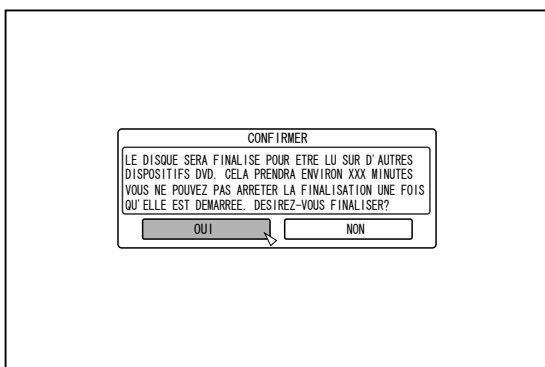 CONFIRMER
LE DISQUE SERA FINALISE POUR ETRE LU SUR D'AUTRES
DISPOSITIFS DVD. CELA PRENDRA ENVIRON XXX MINUTES
VOUS NE POUVEZ PAS ARRETER LA FINALISATION UNE FOIS
QU'ELLE EST DEMARREE. DESIREZ-VOUS FINALISER?
OUI NON